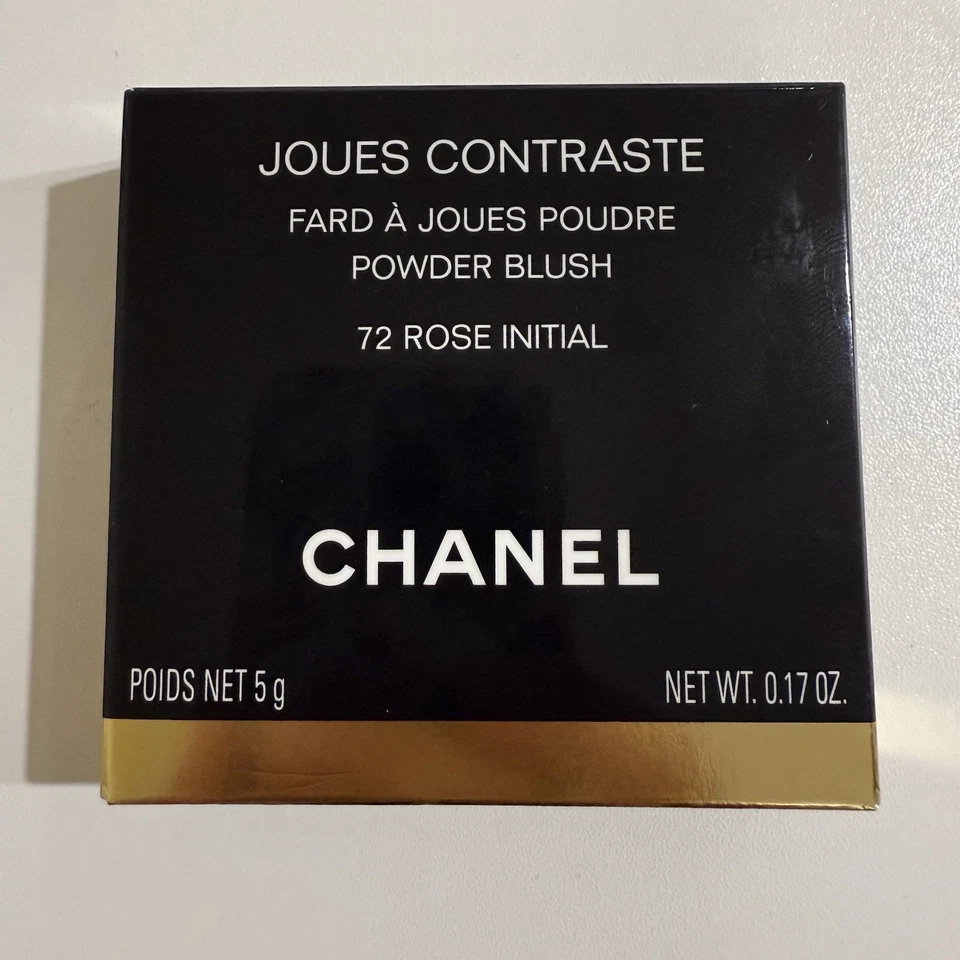 JOUES CONTRASTE
FARD À JOUES POUDRE
POWDER BLUSH
72 ROSE INITIAL
CHANEL
POIDS NET 5 g
NET WT. 0.17 OZ.